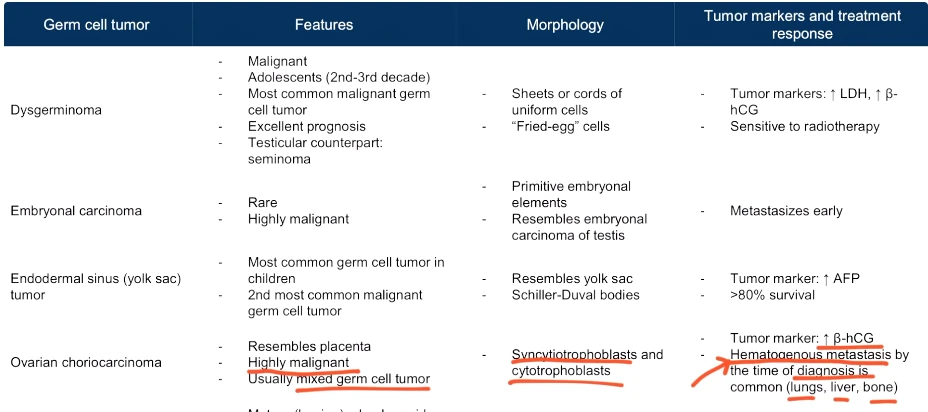 Germ cell tumor Features Morphology Tumor markers and treatment response
Dysgerminoma
- Malignant
- Adolescents (2nd-3rd decade)
- Most common malignant germ
cell tumor
- Excellent prognosis
- Testicular counterpart:
seminoma
- Sheets or cords of
uniform cells
- “Fried-egg” cells
- Tumor markers: ↑ LDH, ↑ β-
hCG
- Sensitive to radiotherapy
Embryonal carcinoma
- Rare
- Highly malignant
- Primitive embryonal
elements
- Resembles embryonal
carcinoma of testis
- Metastasizes early
Endodermal sinus (yolk sac)
tumor
- Most common germ cell tumor in
children
- 2nd most common malignant
germ cell tumor
- Resembles yolk sac
- Schiller-Duval bodies
- Tumor marker: ↑ AFP
- >80% survival
Ovarian choriocarcinoma
- Resembles placenta
- Highly malignant
- Usually mixed germ cell tumor
- Syncytiotrophoblasts and
cytotrophoblasts
- Tumor marker: ↑ β-hCG
- Hematogenous metastasis by
the time of diagnosis is
common (lungs, liver, bone)